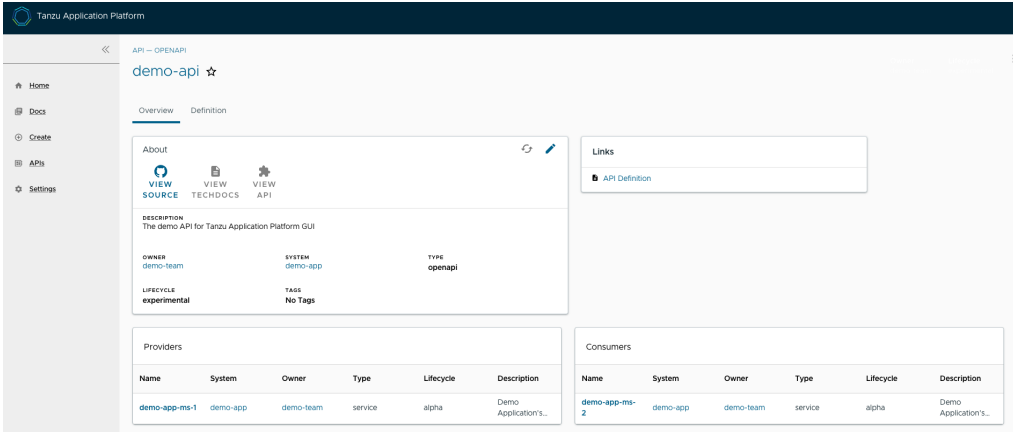 Tanzu Application Platform
Home
Docs
Create
APIs
Settings
API — OPENAPI
demo-api
Overview Definition
About
VIEW SOURCE
VIEW TECHDOCS
VIEW API
DESCRIPTION
The demo API for Tanzu Application Platform GUI
OWNER SYSTEM TYPE
demo-team demo-app openapi
LIFECYCLE TAGS
experimental No Tags
Links
API Definition
Providers
Name System Owner Type Lifecycle Description
demo-app-ms-1 demo-app demo-team service alpha Demo Application's...
Consumers
Name System Owner Type Lifecycle Description
demo-app-ms-2 demo-app demo-team service alpha Demo Application's...